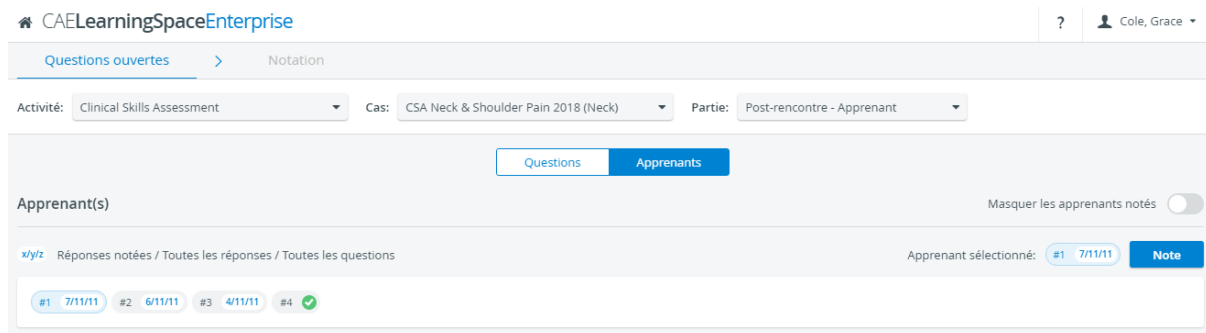 CAELearningSpaceEnterprise ? Cole, Grace
Questions ouvertes > Notation
Activité: Clinical Skills Assessment Cas: CSA Neck & Shoulder Pain 2018 (Neck) Partie: Post-rencontre - Apprenant
Questions Apprenants
Apprenant(s) Masquer les apprenants notés
x/y/z Réponses notées / Toutes les réponses / Toutes les questions Apprenant sélectionné: #1 7/11/11 Note
#1 7/11/11 #2 6/11/11 #3 4/11/11 #4